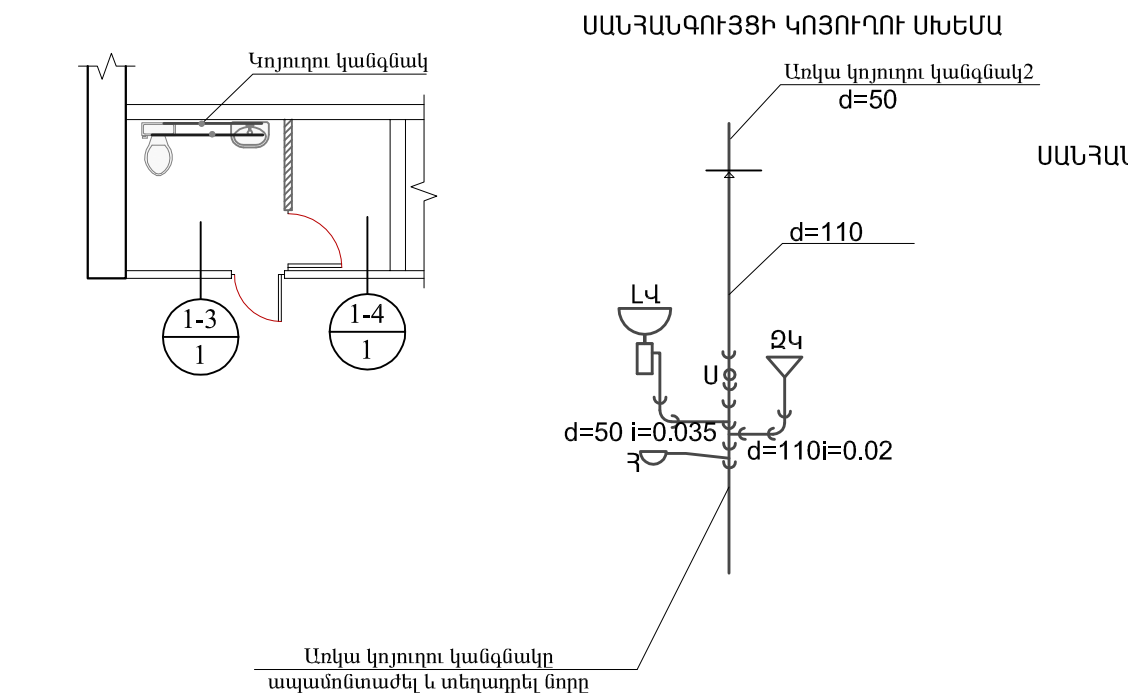 ՍԱՆՀԱՆԳՈՒՅՑԻ ԿՈՅՈՒՂՈՒ ՍԽԵՄԱ
Կոյուղու կանգնակ
Առկա կոյուղու կանգնակ2
d=50
ՍԱՆՀԱՆ
d=110
1-3
1
1-4
1
Լվ
ԶԿ
Ս
d=50 i=0.035
d=110i=0.02
Հ
Առկա կոյուղու կանգնակը
ապամոնտաժել և տեղադրել նորը